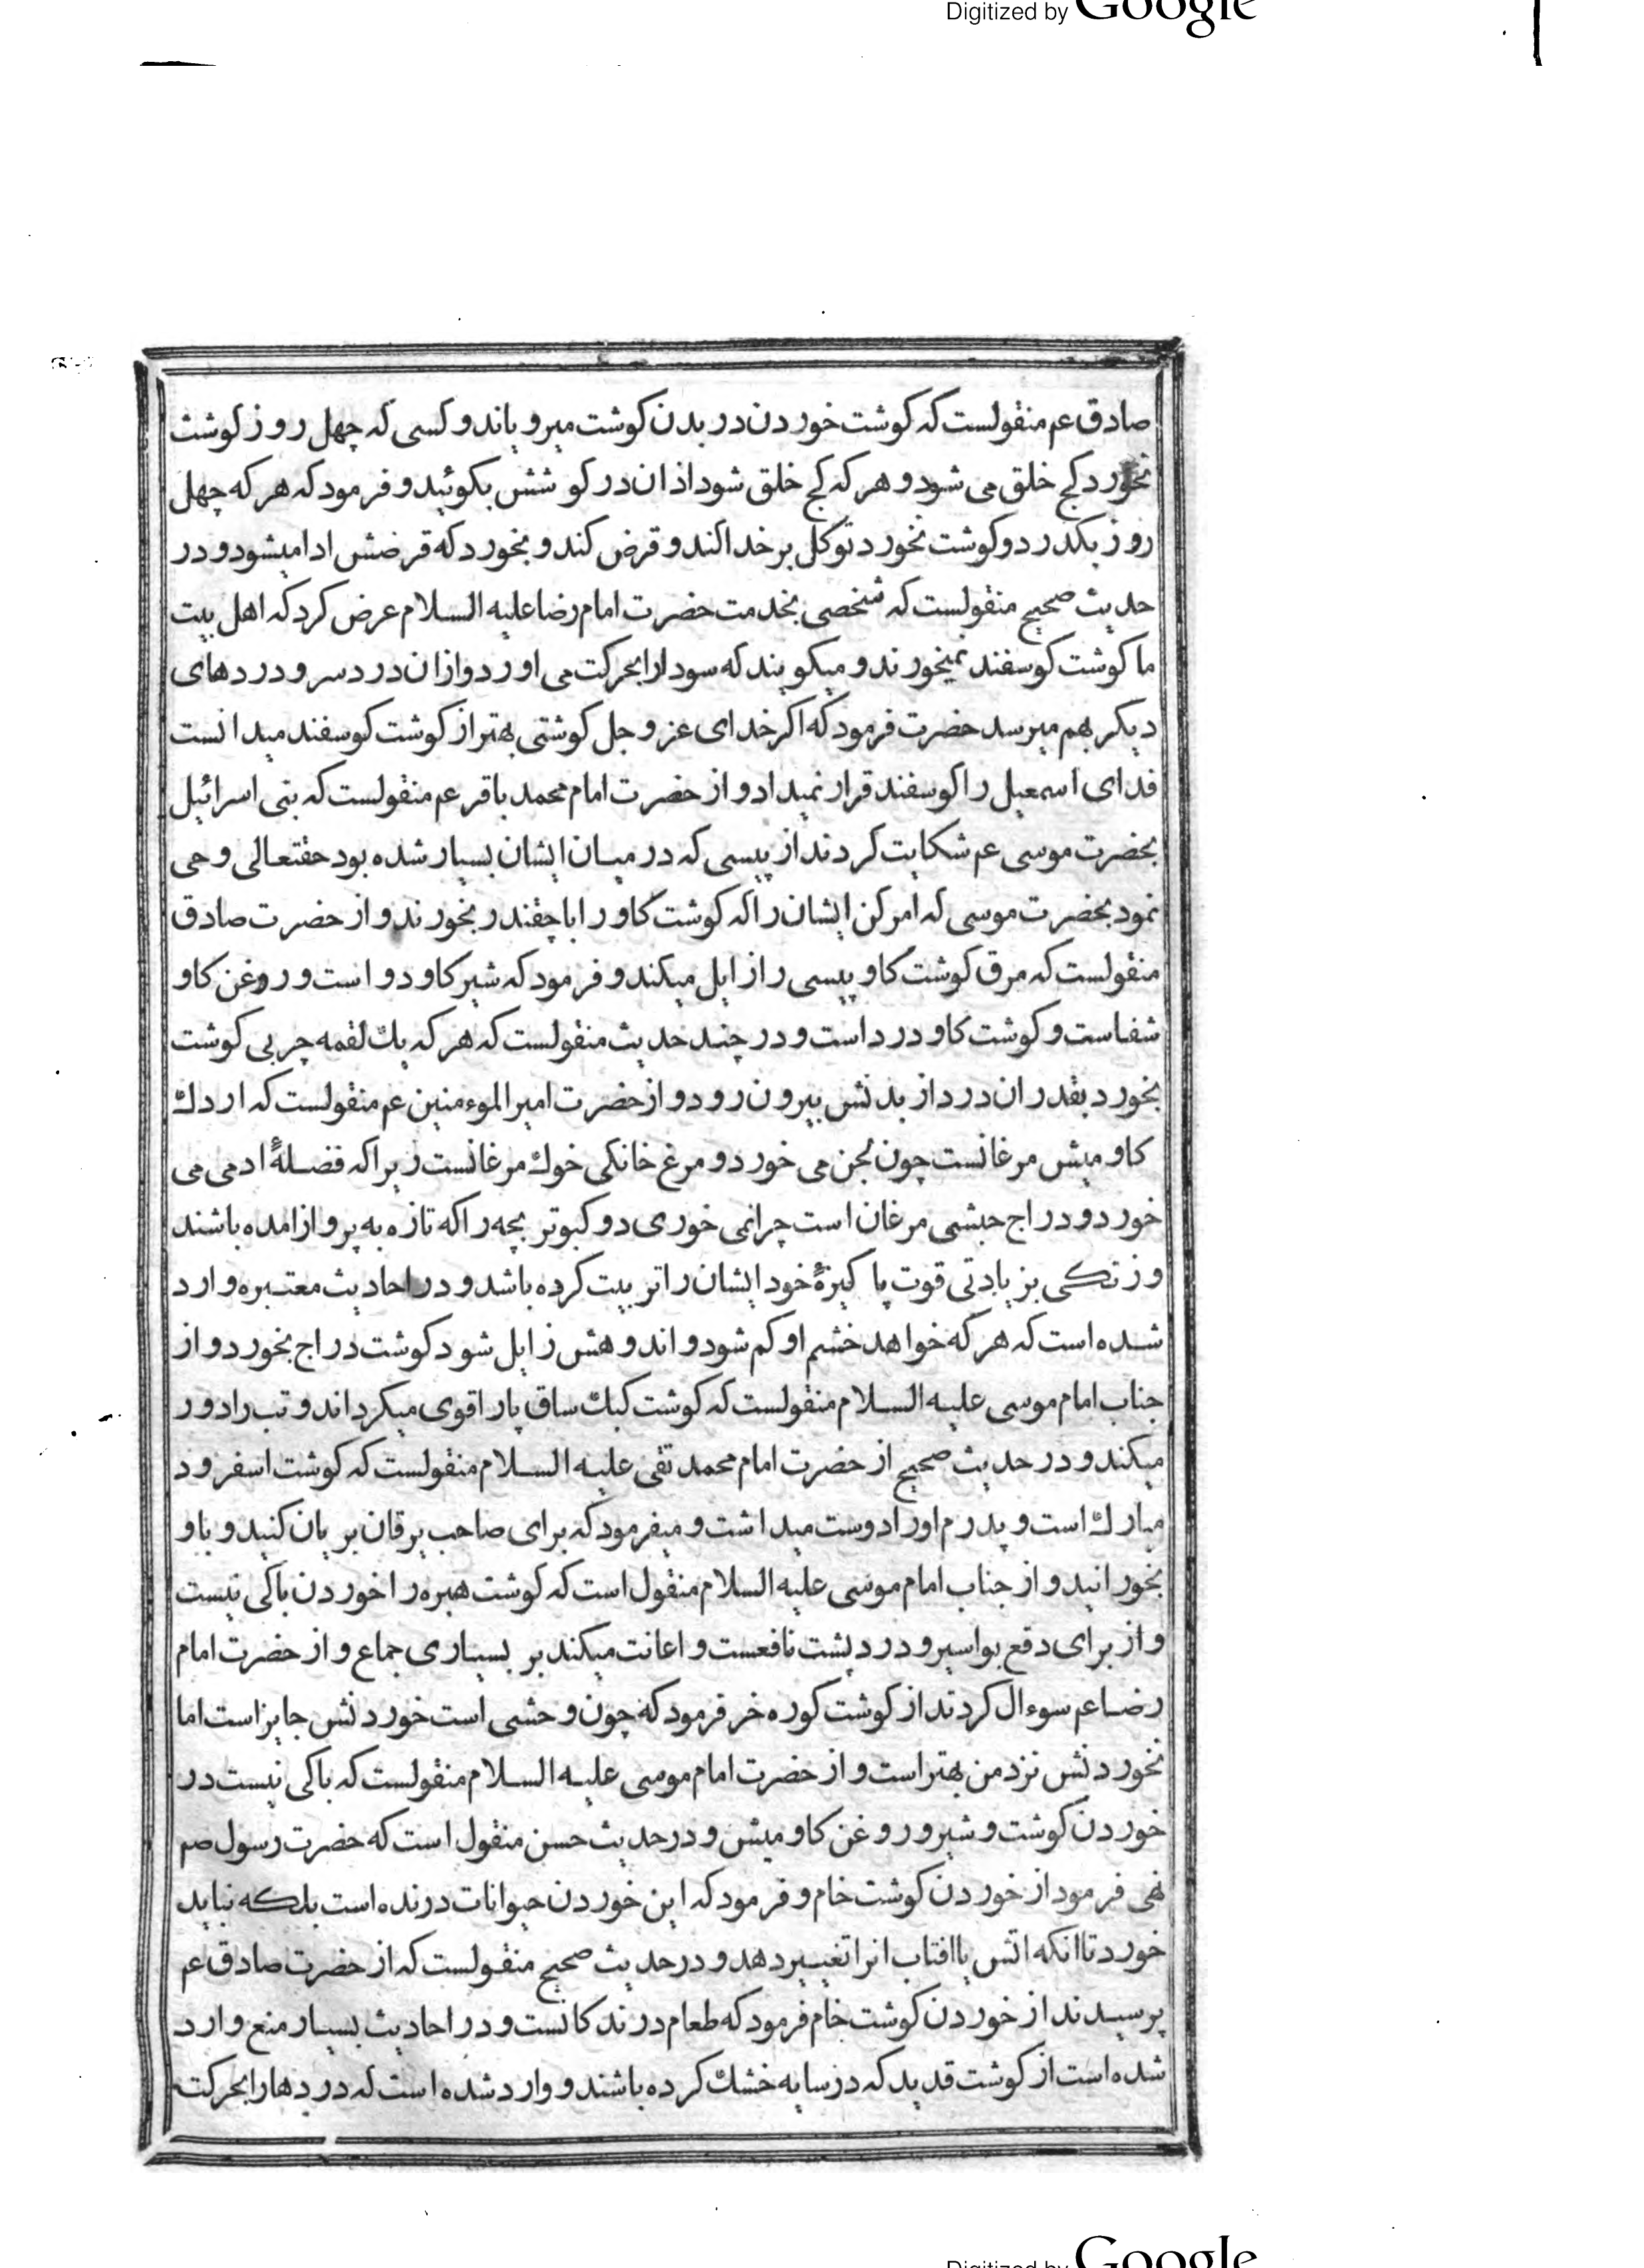 Digitized by Google
صادق عم منقولست که کوشت خوردن در بدن کوشت میرویاند و کسی که چهل روز کوشت
نخورد کج خلق می شود و هر که کج خلق شود اذان در کو ششش بکوئید و فرمود که هر که چهل
روز بکذرد و کوشت نخورد توکل بر خدا کند و قرض کند و بخورد که قرضش ادا میشود و در
حدیث صحیح منقولست که شخصی بخدمت حضرت امام رضا علیه السلام عرض کرد که اهل بیت
ما کوشت کوسفند نمیخورند و میکویند که سودا را بحرکت می اورد و ازان درد سر و دردهای
دیکر بهم میرسد حضرت فرمود که اکر خدای عز و جل کوشتی بهتر از کوشت کوسفند میدانست
فدای اسمعیل را کوسفند قرار نمیداد و از حضرت امام محمد باقر عم منقولست که بنی اسرائیل
بحضرت موسی عم شکایت کردند از پیسی که در میان ایشان بسیار شده بود حقتعالی وحی
نمود بحضرت موسی که امر کن ایشان را که کوشت کاو را با چقندر بخورند و از حضرت صادق
منقولست که مرق کوشت کاو پیسی را زایل میکند و فرمود که شیر کاو دو است و روغن کاو
شفاست و کوشت کاو درد است و در چند حدیث منقولست که هر که یك لقمه چربی کوشت
بخورد بقدر ان درد از بدنش بیرون رود و از حضرت امیر الموءمنین عم منقولست که اردك
کاو میش مرغانست چون لجن می خورد و مرغ خانکی خوك مرغانست زیرا که فضلهٔ ادمی می
خورد و دراج حبشی مرغان است چرا نمی خوری دو کبوتر بچه را که تازه به پرواز امده باشند
و زنکی بزیادتی قوت پاکیزهٔ خود ایشان را تربیت کرده باشد و در احادیث معتبره وارد
شده است که هر که خواهد خشم او کم شود و اندوهش زایل شود کوشت دراج بخورد و از
جناب امام موسی علیه السلام منقولست که کوشت کبك ساق پا را قوی میکرداند و تب را دور
میکند و در حدیث صحیح از حضرت امام محمد تقی علیه السلام منقولست که کوشت اسفرود
مبارك است و پدرم او را دوست میداشت و میفرمود که برای صاحب یرقان بریان کنید و باو
بخورانید و از جناب امام موسی علیه السلام منقول است که کوشت هبره را خوردن باکی نیست
و از برای دفع بواسیر و درد پشت نافعست و اعانت میکند بر بسیاری جماع و از حضرت امام
رضا عم سوءال کردند از کوشت کوره خر فرمود که چون وحشی است خوردنش جایز است اما
نخوردنش نزد من بهتر است و از حضرت امام موسی علیه السلام منقولست که باکی نیست در
خوردن کوشت و شیر و روغن کاو میش و در حدیث حسن منقول است که حضرت رسول صم
نهی فرمود از خوردن کوشت خام و فرمود که این خوردن حیوانات درنده است بلکه نباید
خورد تا انکه اتش یا افتاب انرا تغییر دهد و در حدیث صحیح منقولست که از حضرت صادق عم
پرسیدند از خوردن کوشت خام فرمود که طعام درندکانست و در احادیث بسیار منع وارد
شده است از کوشت قدید که در سایه خشك کرده باشند و وارد شده است که دردها را بحرکت
Digitized by Google